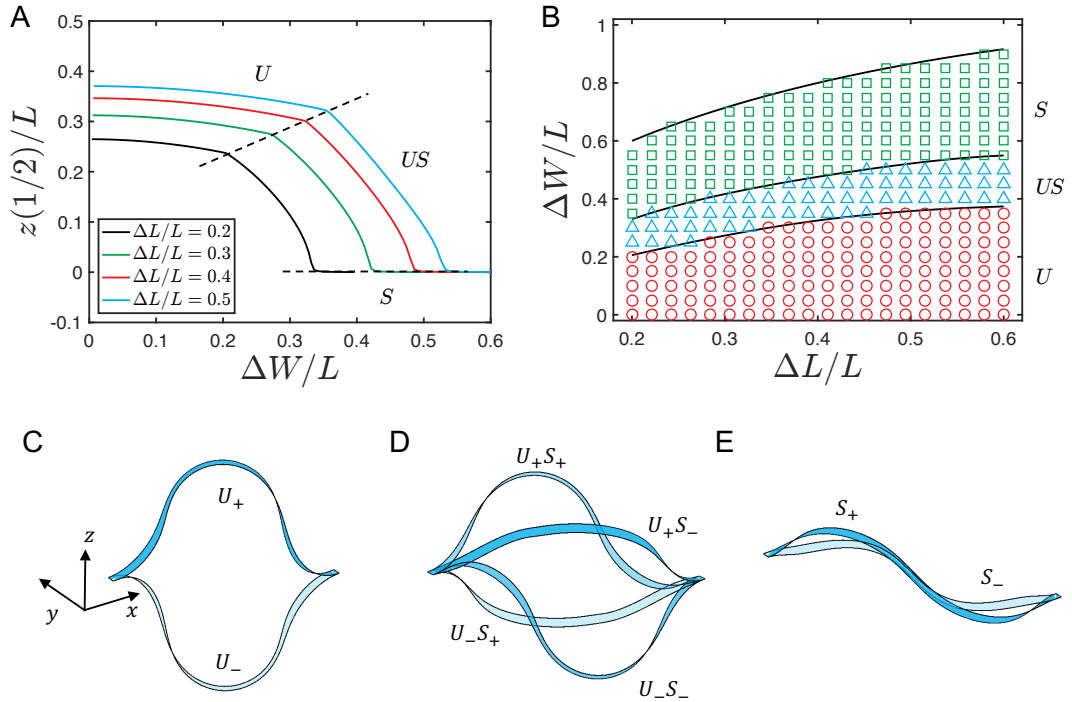 A
z(1/2)/L
0.5
0.4
0.3
0.2
0.1
0
-0.1
0
0.1
0.2
0.3
0.4
0.5
0.6
ΔW/L
U
US
S
ΔL/L = 0.2
ΔL/L = 0.3
ΔL/L = 0.4
ΔL/L = 0.5
B
ΔW/L
1
0.8
0.6
0.4
0.2
0
0.2
0.3
0.4
0.5
0.6
ΔL/L
S
US
U
C
U₊
U₋
z
y
x
D
U₊S₊
U₊S₋
U₋S₊
U₋S₋
E
S₊
S₋